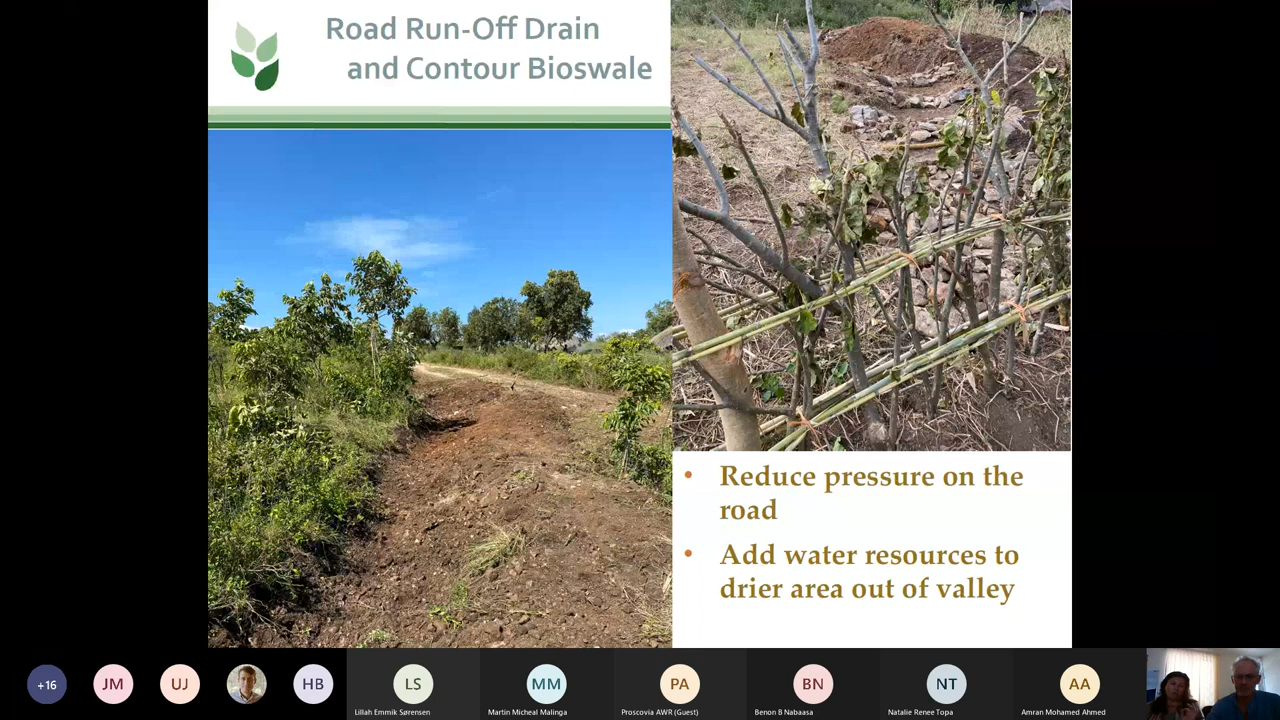 Road Run-Off Drain
and Contour Bioswale
• Reduce pressure on the
road
• Add water resources to
drier area out of valley
+16
JM
UJ
HB
LS
Lillah Emmik Sørensen
MM
Martin Micheal Malinga
PA
Proscovia AWR (Guest)
BN
Benon B Nabaasa
NT
Natalie Renee Topa
AA
Amran Mohamed Ahmed